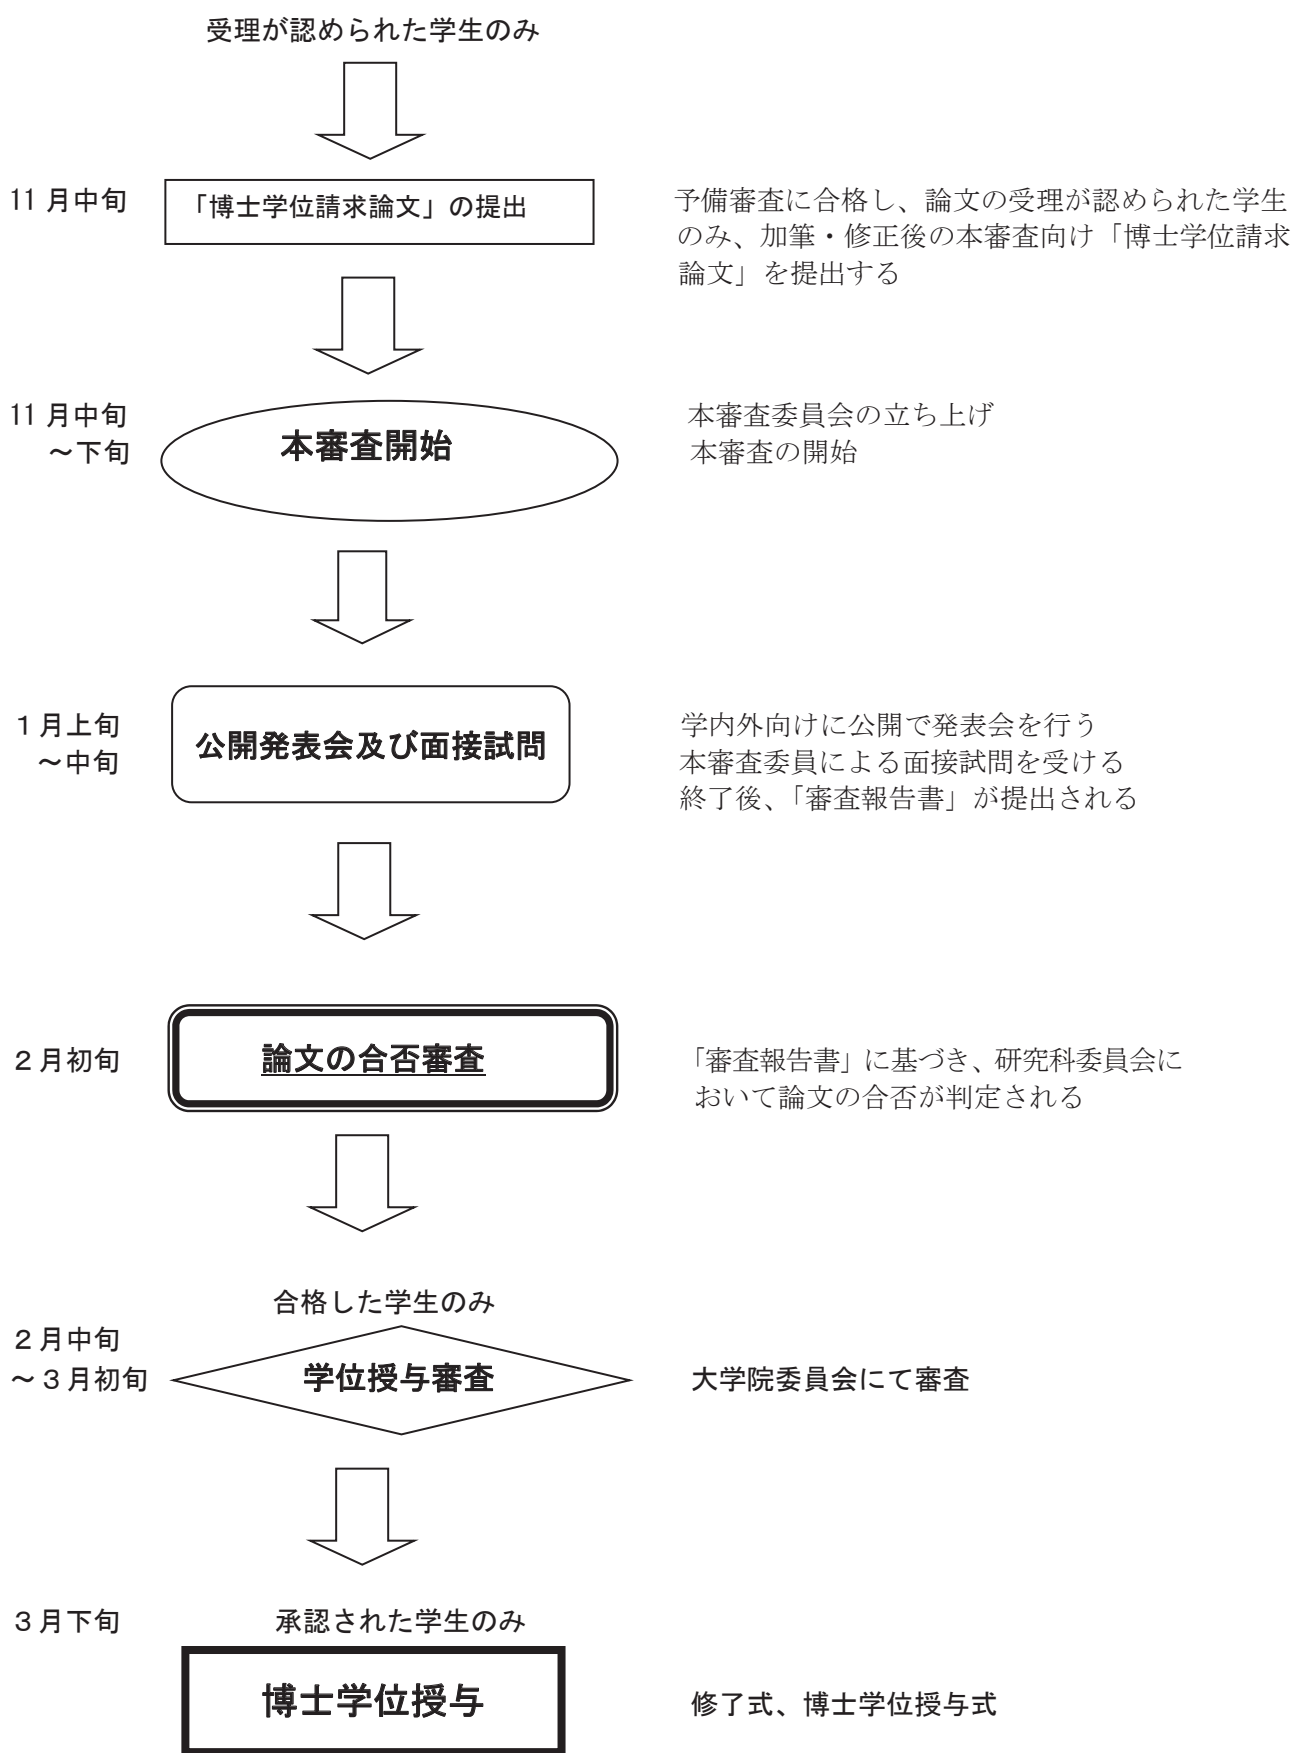 受理が認められた学生のみ
11月中旬
「博士学位請求論文」の提出
予備審査に合格し、論文の受理が認められた学生
のみ、加筆・修正後の本審査向け「博士学位請求
論文」を提出する
11月中旬
～下旬
本審査開始
本審査委員会の立ち上げ
本審査の開始
1月上旬
～中旬
公開発表会及び面接試問
学内外向けに公開で発表会を行う
本審査委員による面接試問を受ける
終了後、「審査報告書」が提出される
2月初旬
論文の合否審査
「審査報告書」に基づき、研究科委員会に
おいて論文の合否が判定される
合格した学生のみ
2月中旬
～3月初旬
学位授与審査
大学院委員会にて審査
3月下旬
承認された学生のみ
博士学位授与
修了式、博士学位授与式